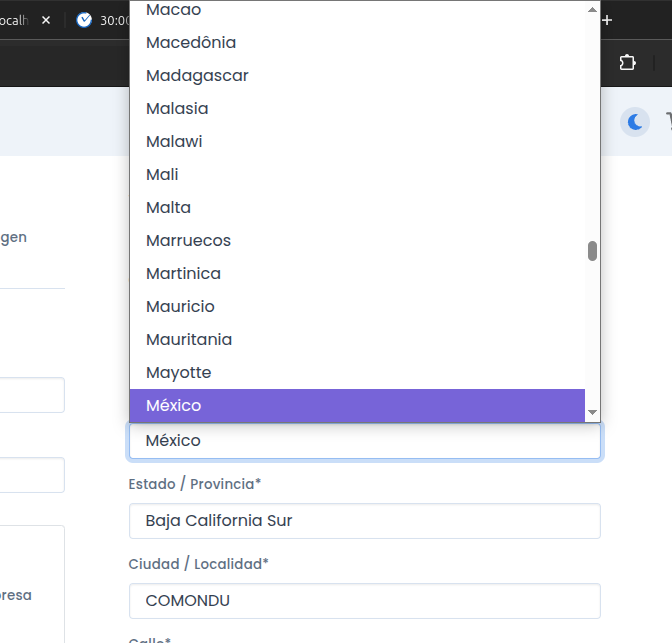 ocalh
30:00
Macao
Macedônia
Madagascar
Malasia
Malawi
Mali
Malta
gen
Marruecos
Martinica
Mauricio
Mauritania
Mayotte
México
México
Estado / Provincia*
Baja California Sur
Ciudad / Localidad*
presa
COMONDU
Calle*